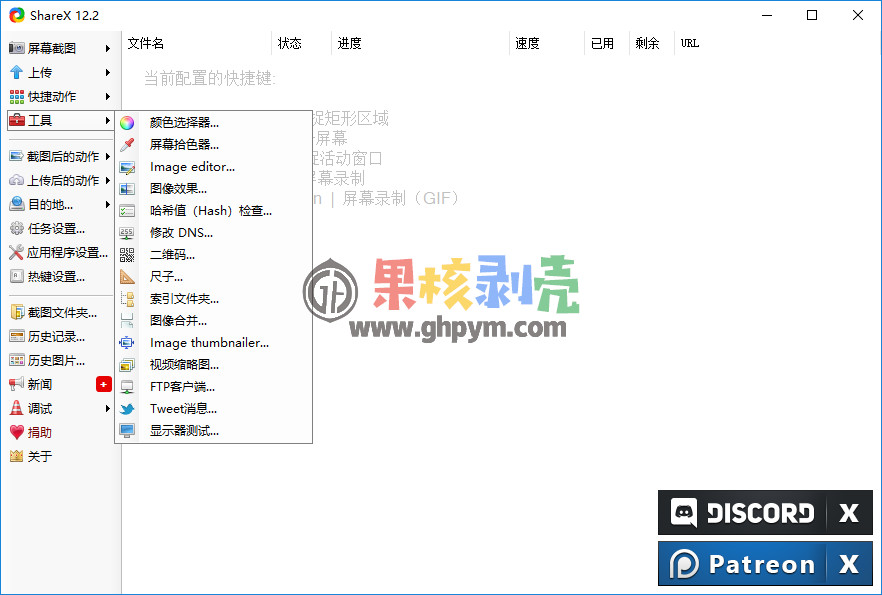 ShareX 12.2
屏幕截图
上传
快捷动作
工具
截图后的动作
上传后的动作
目的地...
任务设置...
应用程序设置...
热键设置...
截图文件夹...
历史记录...
历史图片...
新闻
+
调试
捐助
关于
文件名 状态 进度 速度 已用 剩余 URL
当前配置的快捷键:
捉矩形区域
屏幕
捉活动窗口
屏幕录制
n | 屏幕录制（GIF）
颜色选择器...
屏幕拾色器...
Image editor...
图像效果...
哈希值（Hash）检查...
修改 DNS...
二维码...
尺子...
索引文件夹...
图像合并...
Image thumbnailer...
视频缩略图...
FTP客户端...
Tweet消息...
显示器测试...
果核剥壳
www.ghpym.com
DISCORD X
Patreon X